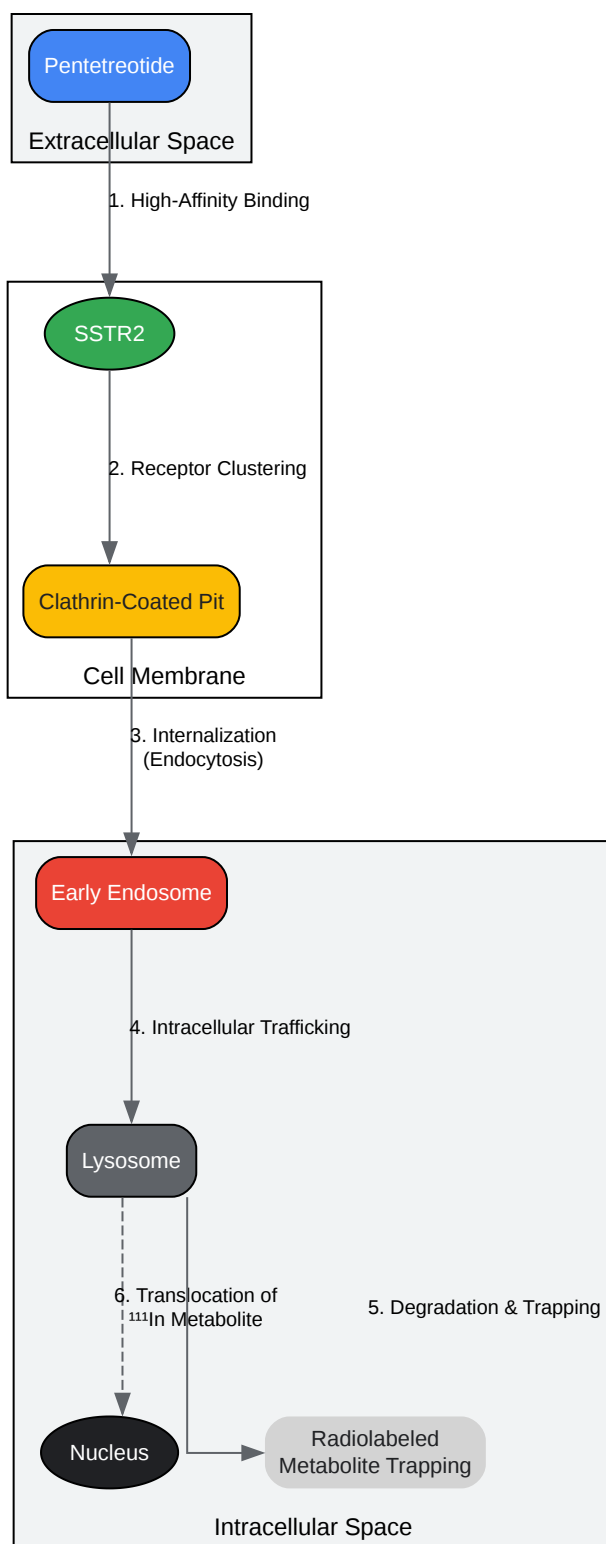 Pentetreotide
Extracellular Space
1. High-Affinity Binding
SSTR2
2. Receptor Clustering
Clathrin-Coated Pit
Cell Membrane
3. Internalization
(Endocytosis)
Early Endosome
4. Intracellular Trafficking
Lysosome
6. Translocation of
¹¹¹In Metabolite
5. Degradation & Trapping
Nucleus
Radiolabeled
Metabolite Trapping
Intracellular Space